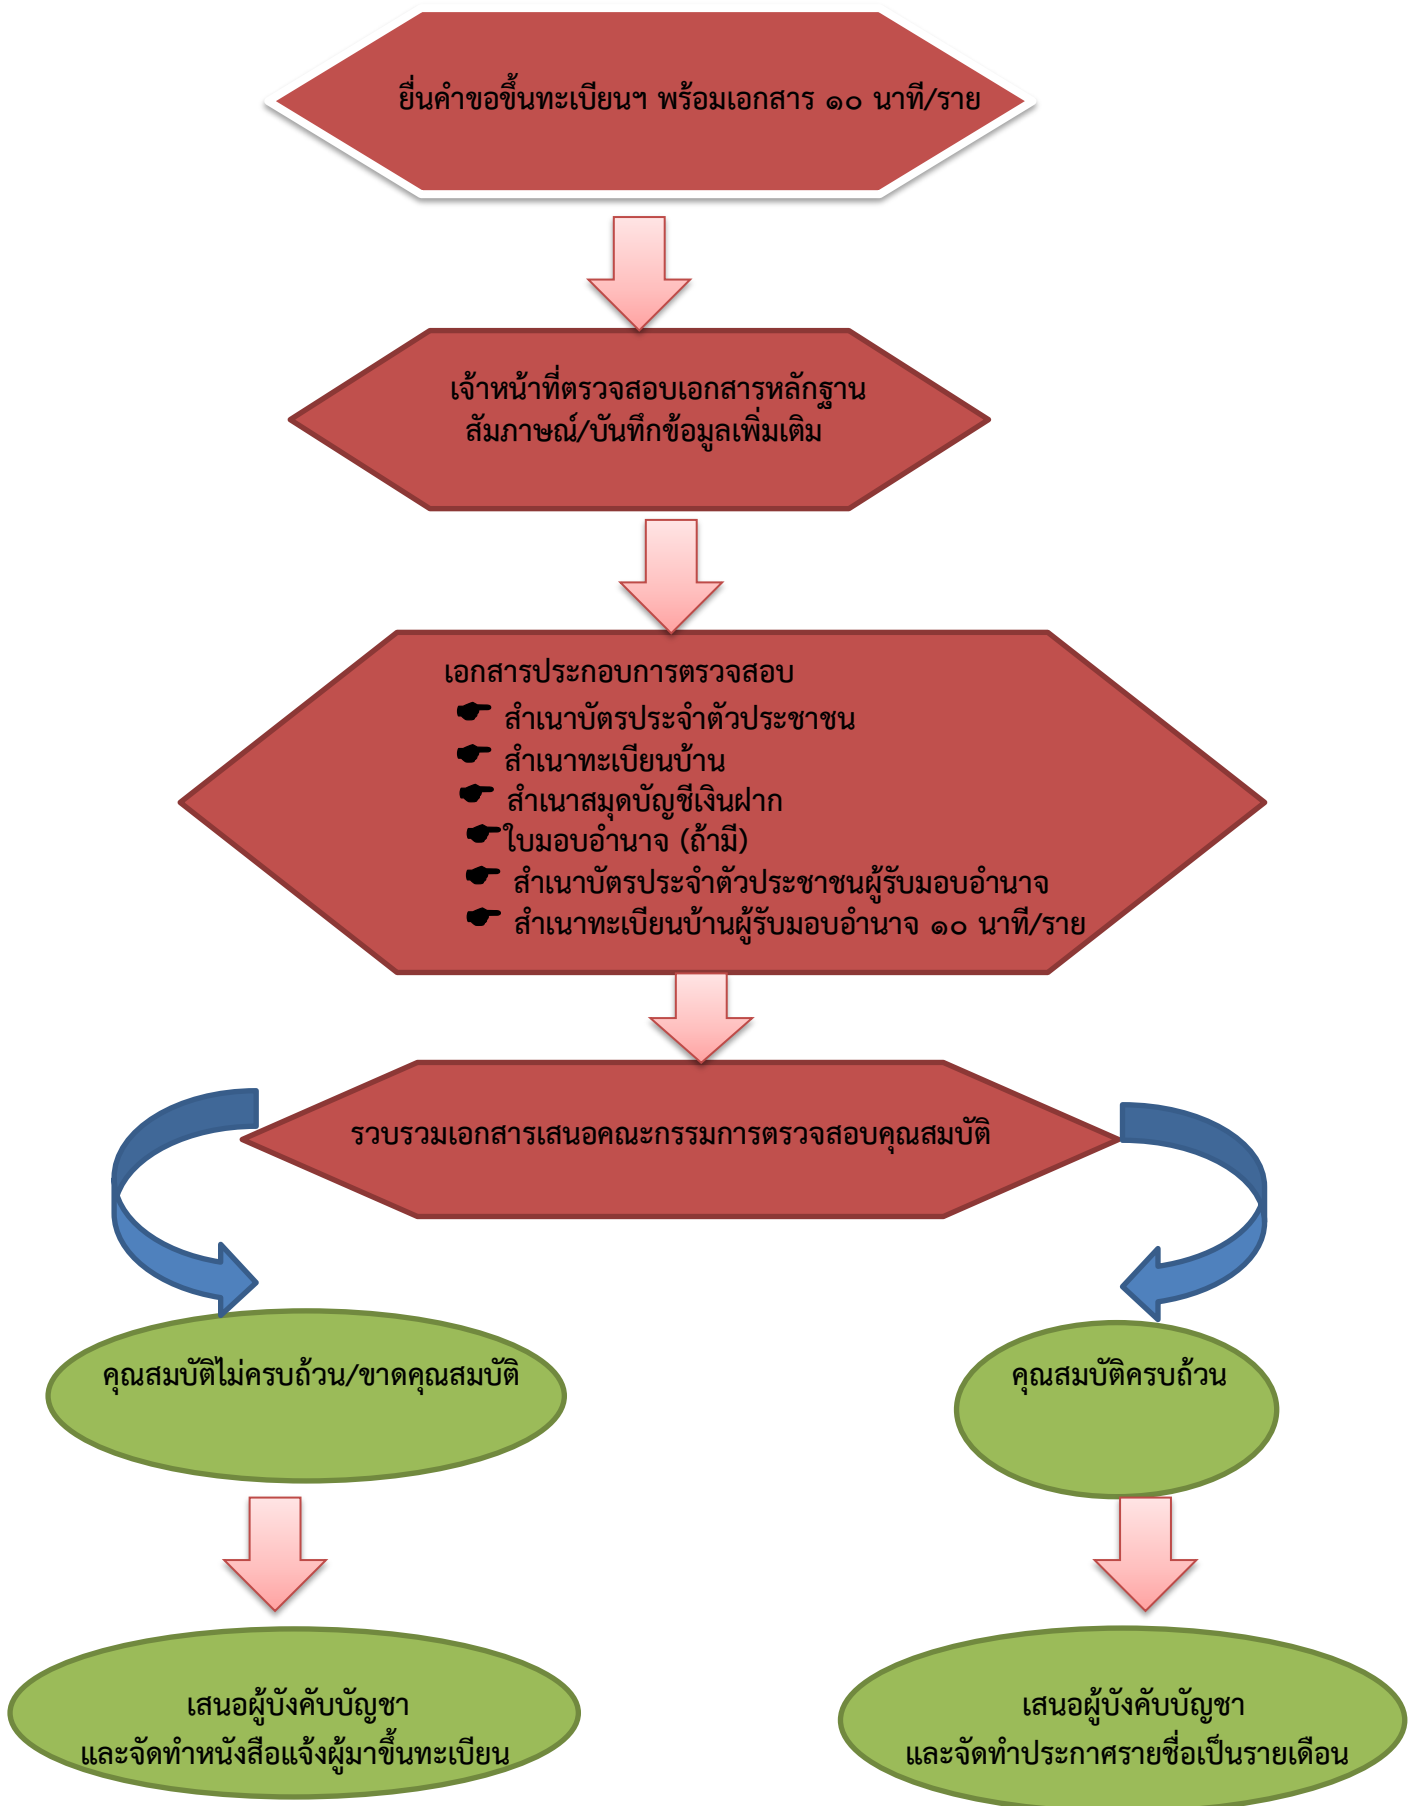 ยื่นคำขอขึ้นทะเบียนฯ พร้อมเอกสาร ๑๐ นาที/ราย
เจ้าหน้าที่ตรวจสอบเอกสารหลักฐาน
สัมภาษณ์/บันทึกข้อมูลเพิ่มเติม
เอกสารประกอบการตรวจสอบ
สำเนาบัตรประจำตัวประชาชน
สำเนาทะเบียนบ้าน
สำเนาสมุดบัญชีเงินฝาก
ใบมอบอำนาจ (ถ้ามี)
สำเนาบัตรประจำตัวประชาชนผู้รับมอบอำนาจ
สำเนาทะเบียนบ้านผู้รับมอบอำนาจ ๑๐ นาที/ราย
รวบรวมเอกสารเสนอคณะกรรมการตรวจสอบคุณสมบัติ
คุณสมบัติไม่ครบถ้วน/ขาดคุณสมบัติ
คุณสมบัติครบถ้วน
เสนอผู้บังคับบัญชา
และจัดทำหนังสือแจ้งผู้มาขึ้นทะเบียน
เสนอผู้บังคับบัญชา
และจัดทำประกาศรายชื่อเป็นรายเดือน